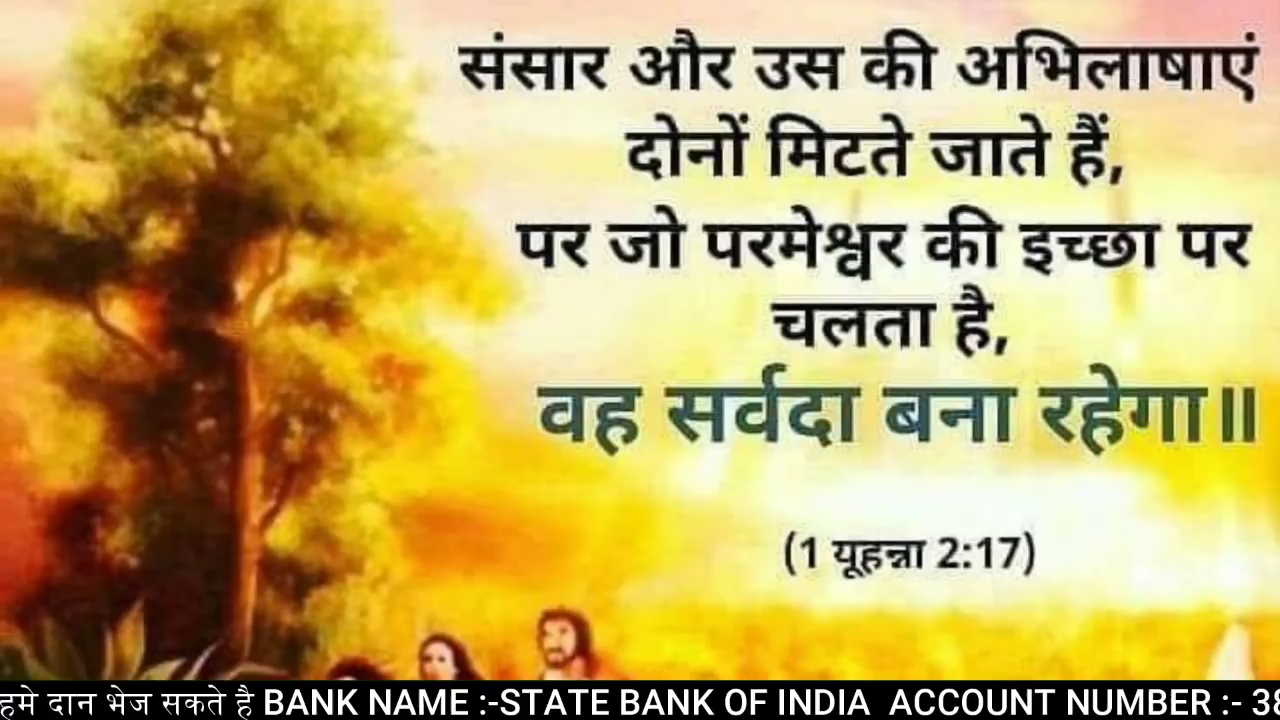 संसार और उस की अभिलाषाएं
दोनों मिटते जाते हैं,
पर जो परमेश्वर की इच्छा पर
चलता है,
वह सर्वदा बना रहेगा॥
(1 यूहन्ना 2:17)
हमे दान भेज सकते है BANK NAME :-STATE BANK OF INDIA ACCOUNT NUMBER :- 38